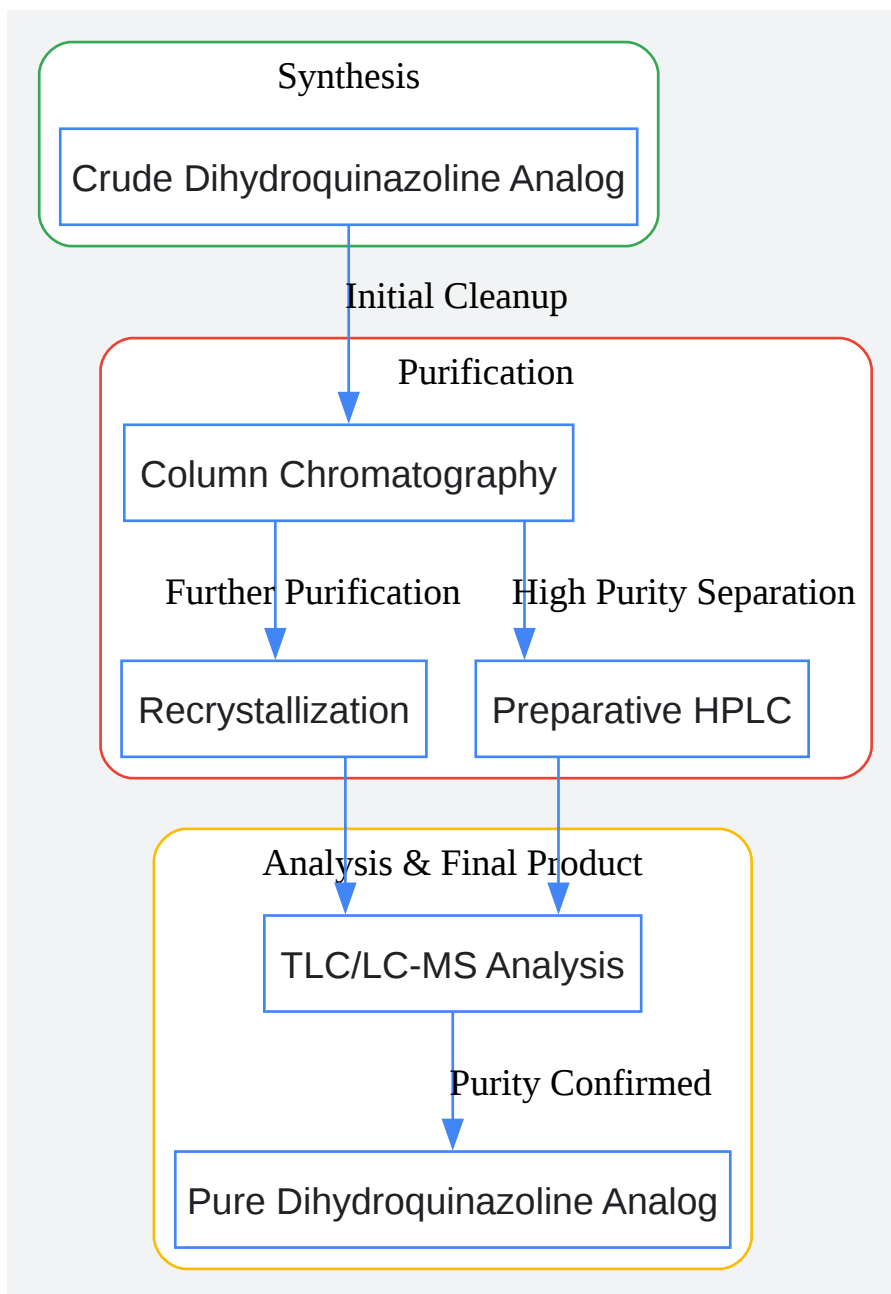 Synthesis
Crude Dihydroquinazoline Analog
Initial Cleanup
Purification
Column Chromatography
Further Purification
High Purity Separation
Recrystallization
Preparative HPLC
Analysis & Final Product
TLC/LC-MS Analysis
Purity Confirmed
Pure Dihydroquinazoline Analog